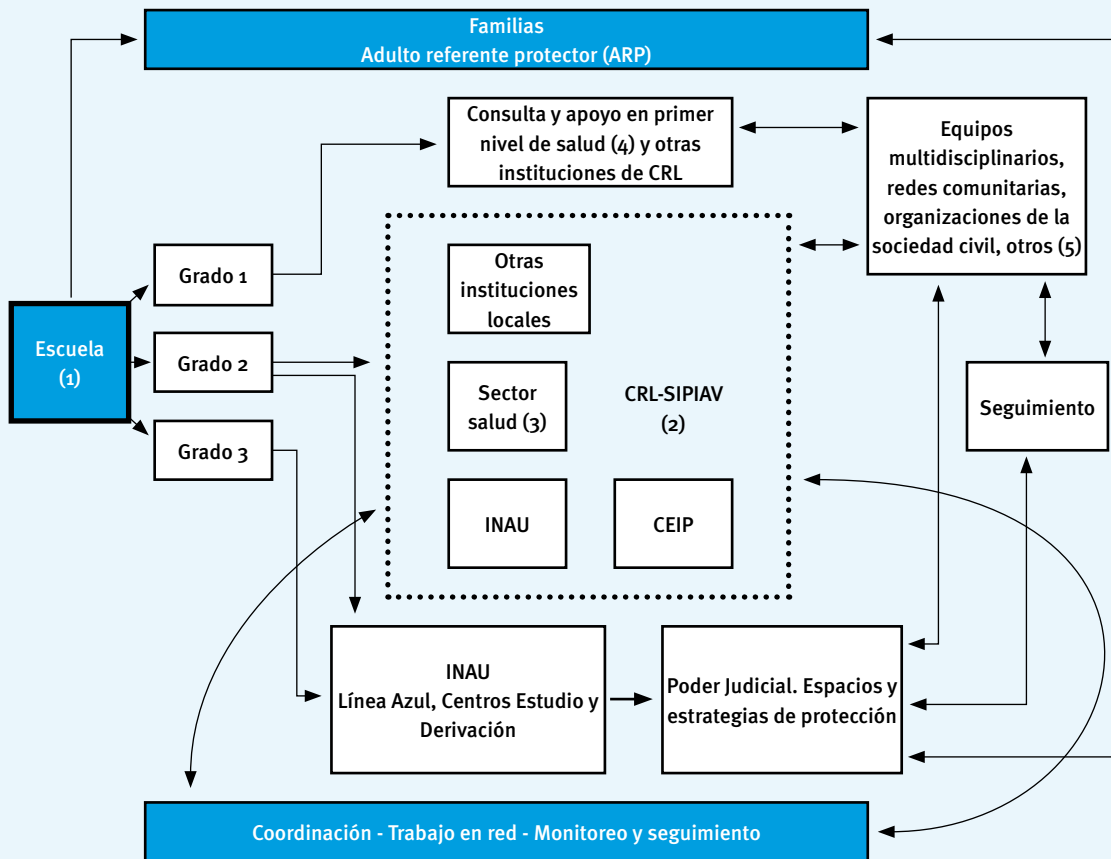 Familias
Adulto referente protector (ARP)
Consulta y apoyo en primer
nivel de salud (4) y otras
instituciones de CRL
Equipos
multidisciplinarios,
redes comunitarias,
organizaciones de la
sociedad civil, otros (5)
Escuela
(1)
Grado 1
Grado 2
Grado 3
Otras
instituciones
locales
Sector
salud (3)
CRL-SIPIAV
(2)
INAU
CEIP
Seguimiento
INAU
Línea Azul, Centros Estudio y
Derivación
Poder Judicial. Espacios y
estrategias de protección
Coordinación - Trabajo en red - Monitoreo y seguimiento